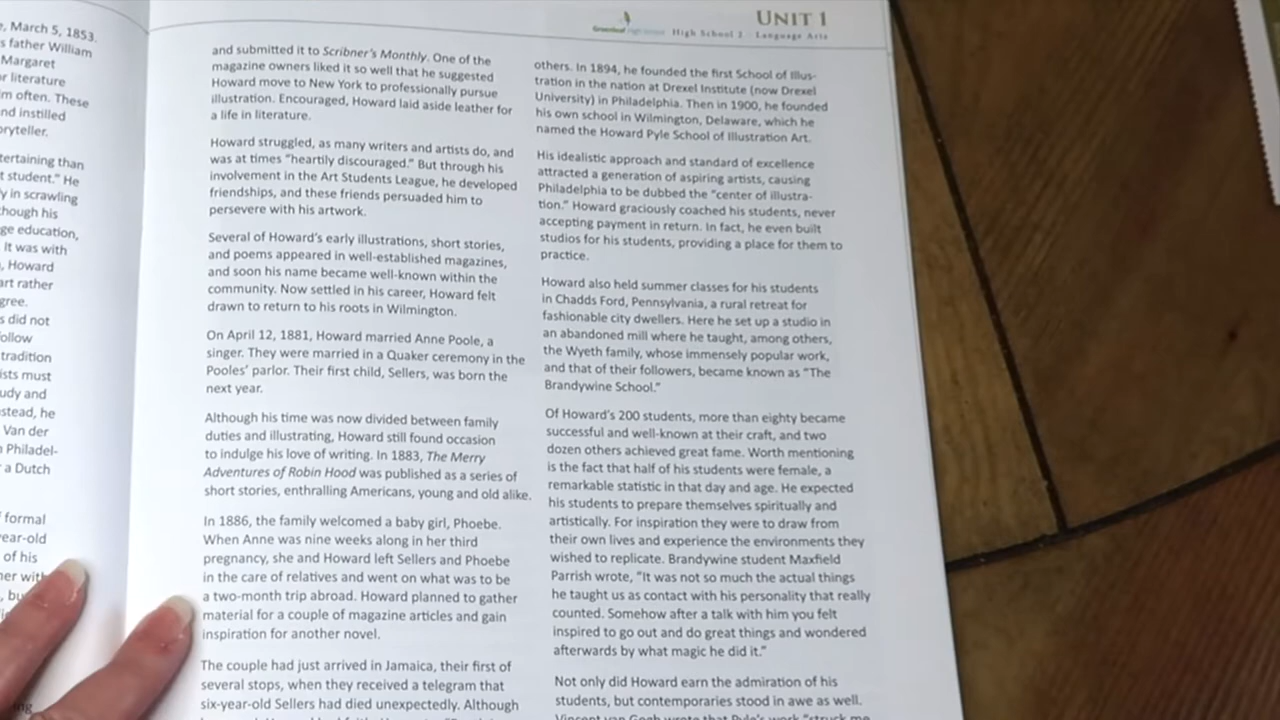 e, March 5, 1853.
s father William
Margaret
or literature
m often. These
nd instilled
oryteller.
tertaining than
t student." He
y in scrawling
though his
ge education,
It was with
, Howard
art rather
gree.
s did not
ollow
tradition
ists must
udy and
stead, he
Van der
Philadel-
a Dutch
formal
ear-old
of his
her with
UNIT 1
Greenleaf High School High School 2 Language Arts
and submitted it to Scribner's Monthly. One of the
magazine owners liked it so well that he suggested
Howard move to New York to professionally pursue
illustration. Encouraged, Howard laid aside leather for
a life in literature.
Howard struggled, as many writers and artists do, and
was at times "heartily discouraged." But through his
involvement in the Art Students League, he developed
friendships, and these friends persuaded him to
persevere with his artwork.
Several of Howard's early illustrations, short stories,
and poems appeared in well-established magazines,
and soon his name became well-known within the
community. Now settled in his career, Howard felt
drawn to return to his roots in Wilmington.
On April 12, 1881, Howard married Anne Poole, a
singer. They were married in a Quaker ceremony in the
Pooles' parlor. Their first child, Sellers, was born the
next year.
Although his time was now divided between family
duties and illustrating, Howard still found occasion
to indulge his love of writing. In 1883, The Merry
Adventures of Robin Hood was published as a series of
short stories, enthralling Americans, young and old alike.
In 1886, the family welcomed a baby girl, Phoebe.
When Anne was nine weeks along in her third
pregnancy, she and Howard left Sellers and Phoebe
in the care of relatives and went on what was to be
a two-month trip abroad. Howard planned to gather
material for a couple of magazine articles and gain
inspiration for another novel.
The couple had just arrived in Jamaica, their first of
several stops, when they received a telegram that
six-year-old Sellers had died unexpectedly. Although
others. In 1894, he founded the first School of Illus-
tration in the nation at Drexel Institute (now Drexel
University) in Philadelphia. Then in 1900, he founded
his own school in Wilmington, Delaware, which he
named the Howard Pyle School of Illustration Art.
His idealistic approach and standard of excellence
attracted a generation of aspiring artists, causing
Philadelphia to be dubbed the "center of illustra-
tion." Howard graciously coached his students, never
accepting payment in return. In fact, he even built
studios for his students, providing a place for them to
practice.
Howard also held summer classes for his students
in Chadds Ford, Pennsylvania, a rural retreat for
fashionable city dwellers. Here he set up a studio in
an abandoned mill where he taught, among others,
the Wyeth family, whose immensely popular work,
and that of their followers, became known as "The
Brandywine School."
Of Howard's 200 students, more than eighty became
successful and well-known at their craft, and two
dozen others achieved great fame. Worth mentioning
is the fact that half of his students were female, a
remarkable statistic in that day and age. He expected
his students to prepare themselves spiritually and
artistically. For inspiration they were to draw from
their own lives and experience the environments they
wished to replicate. Brandywine student Maxfield
Parrish wrote, "It was not so much the actual things
he taught us as contact with his personality that really
counted. Somehow after a talk with him you felt
inspired to go out and do great things and wondered
afterwards by what magic he did it."
Not only did Howard earn the admiration of his
students, but contemporaries stood in awe as well.
Vincent van Gogh wrote that Pyle's work "struck me